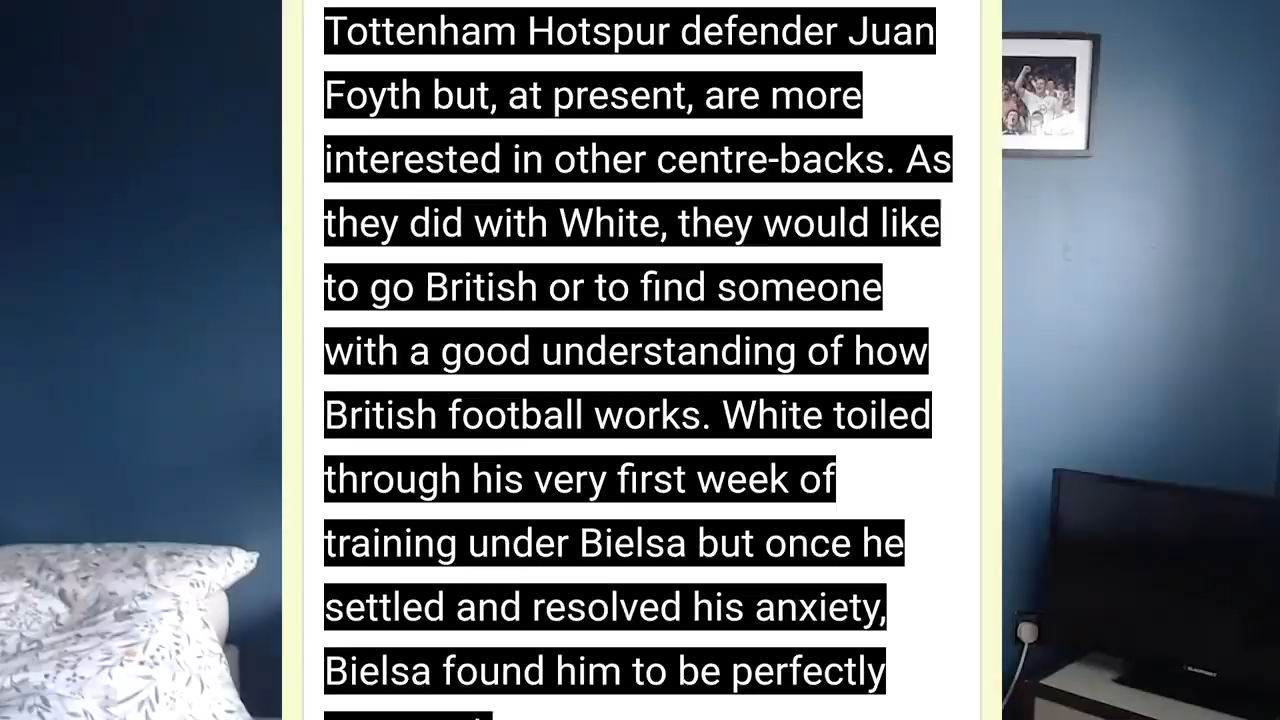 Tottenham Hotspur defender Juan
Foyth but, at present, are more
interested in other centre-backs. As
they did with White, they would like
to go British or to find someone
with a good understanding of how
British football works. White toiled
through his very first week of
training under Bielsa but once he
settled and resolved his anxiety,
Bielsa found him to be perfectly